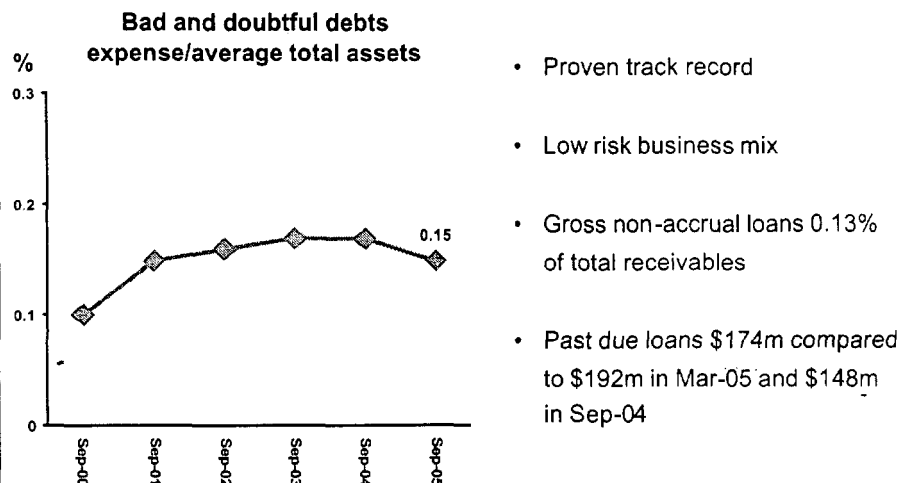 Bad and doubtful debts
expense/average total assets
%
0.3
0.2
0.1
0
0.15
Sep-00
Sep-01
Sep-02
Sep-03
Sep-04
Sep-05
• Proven track record
• Low risk business mix
• Gross non-accrual loans 0.13%
of total receivables
• Past due loans $174m compared
to $192m in Mar-05 and $148m
in Sep-04